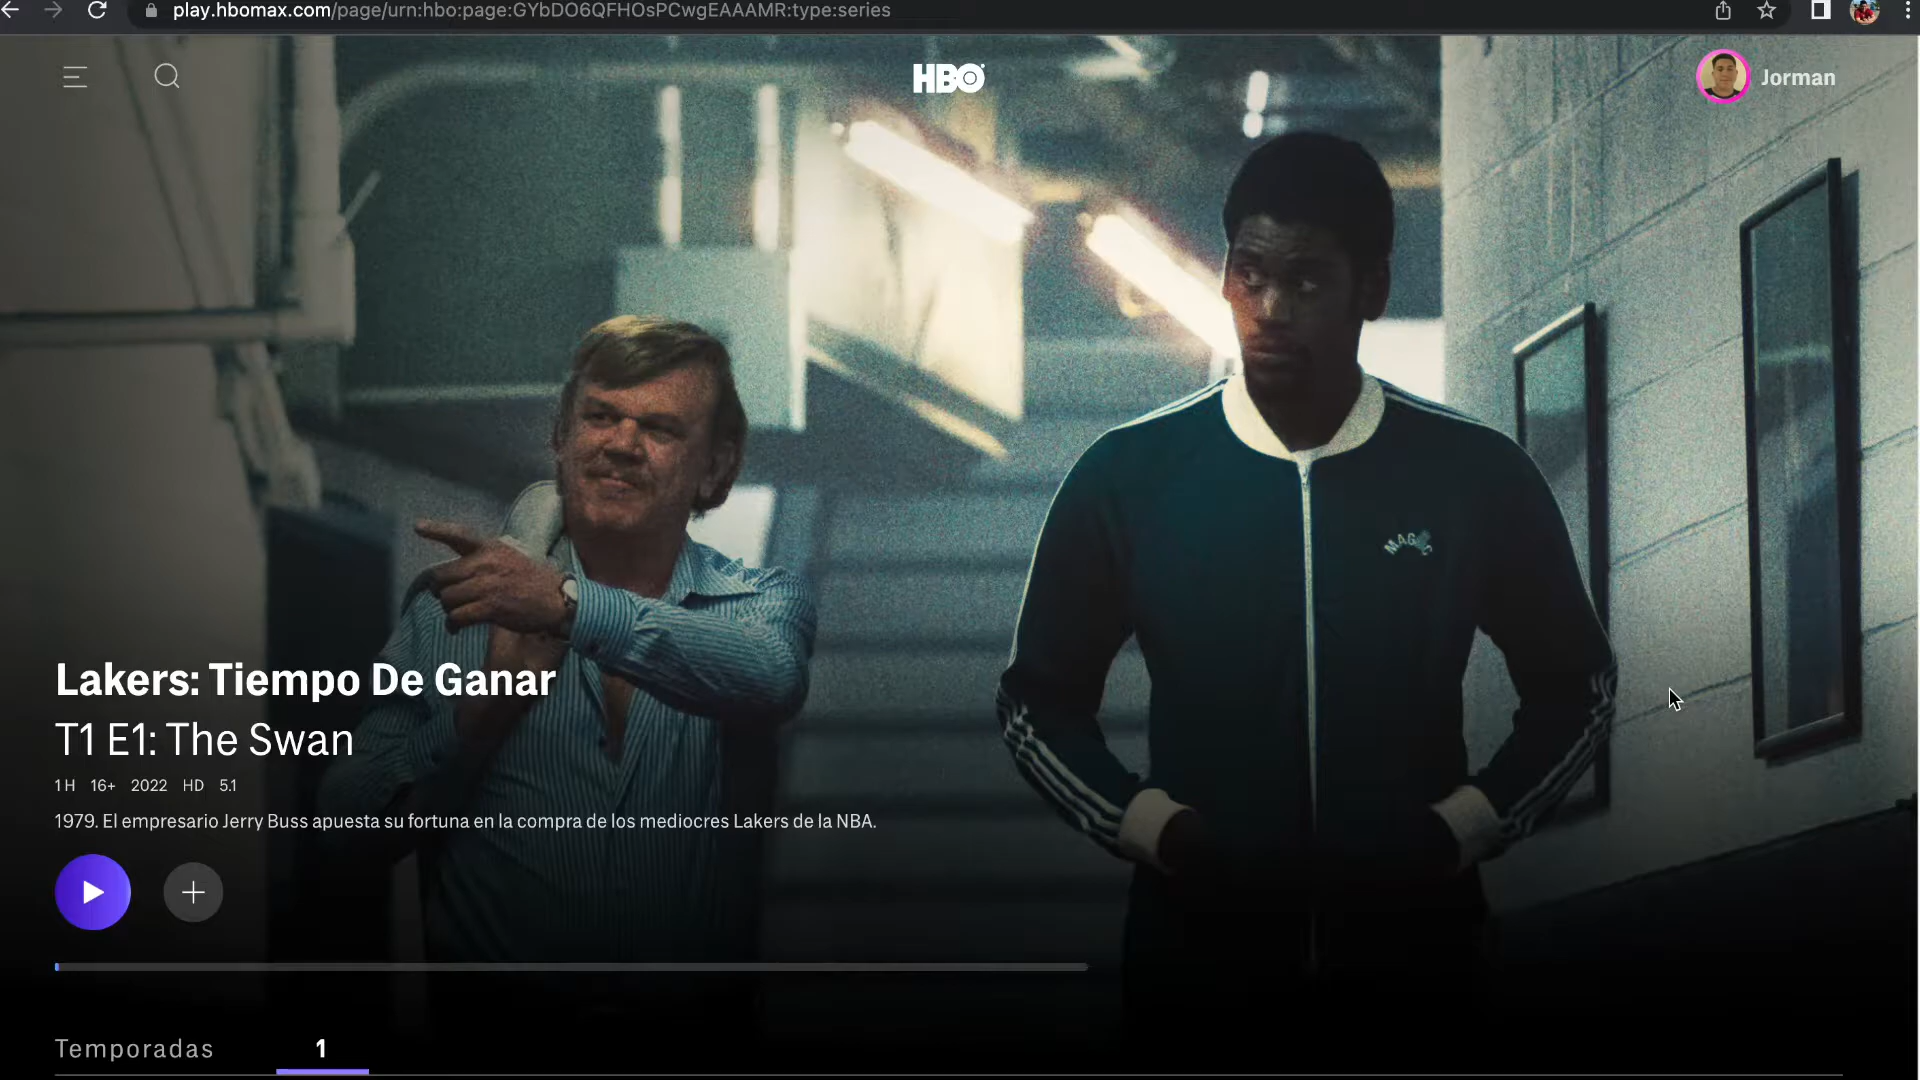 play.hbomax.com/page/urn:hbo:page:GYbDO6QFHOsPCwgEAAAMR:type:series
HBO
Jorman
MAGIC
Lakers: Tiempo De Ganar
T1 E1: The Swan
1 H 16+ 2022 HD 5.1
1979. El empresario Jerry Buss apuesta su fortuna en la compra de los mediocres Lakers de la NBA.
Temporadas 1